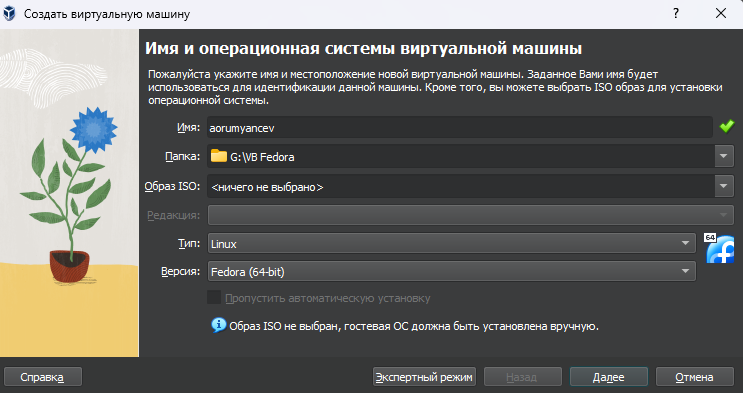 Создать виртуальную машину
Имя и операционная системы виртуальной машины
Пожалуйста укажите имя и местоположение новой виртуальной машины. Заданное Вами имя будет
использоваться для идентификации данной машины. Кроме того, вы можете выбрать ISO образ для установки
операционной системы.
Имя: aorumyancev
Папка: G:\VB Fedora
Образ ISO: <ничего не выбрано>
Редакция:
Тип: Linux
64
Версия: Fedora (64-bit)
Пропустить автоматическую установку
Образ ISO не выбран, гостевая ОС должна быть установлена вручную.
Справка Экспертный режим Назад Далее Отмена